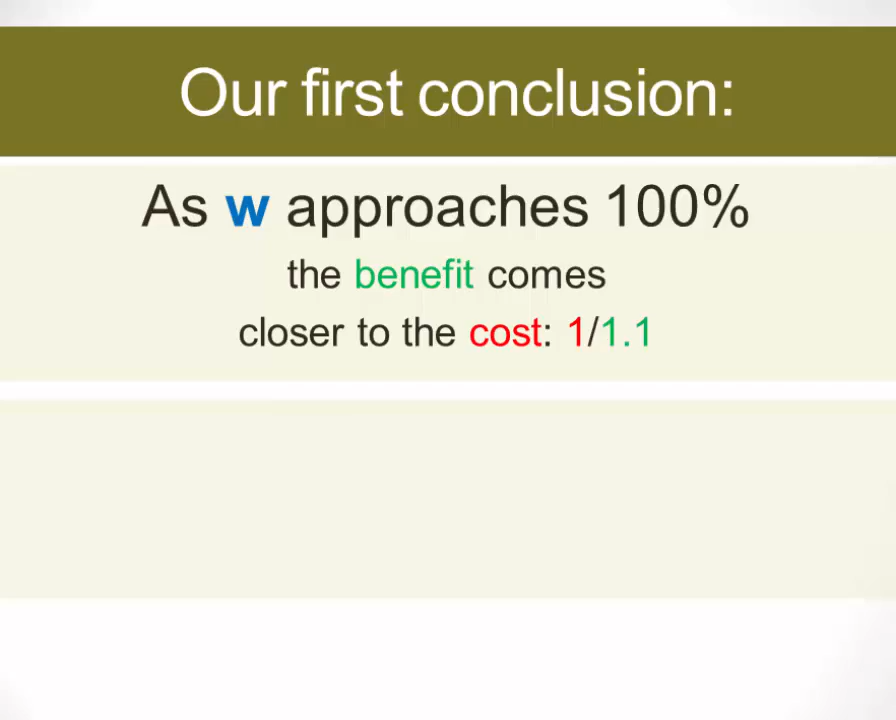 Our first conclusion:
As w approaches 100%
the benefit comes
closer to the cost: 1/1.1